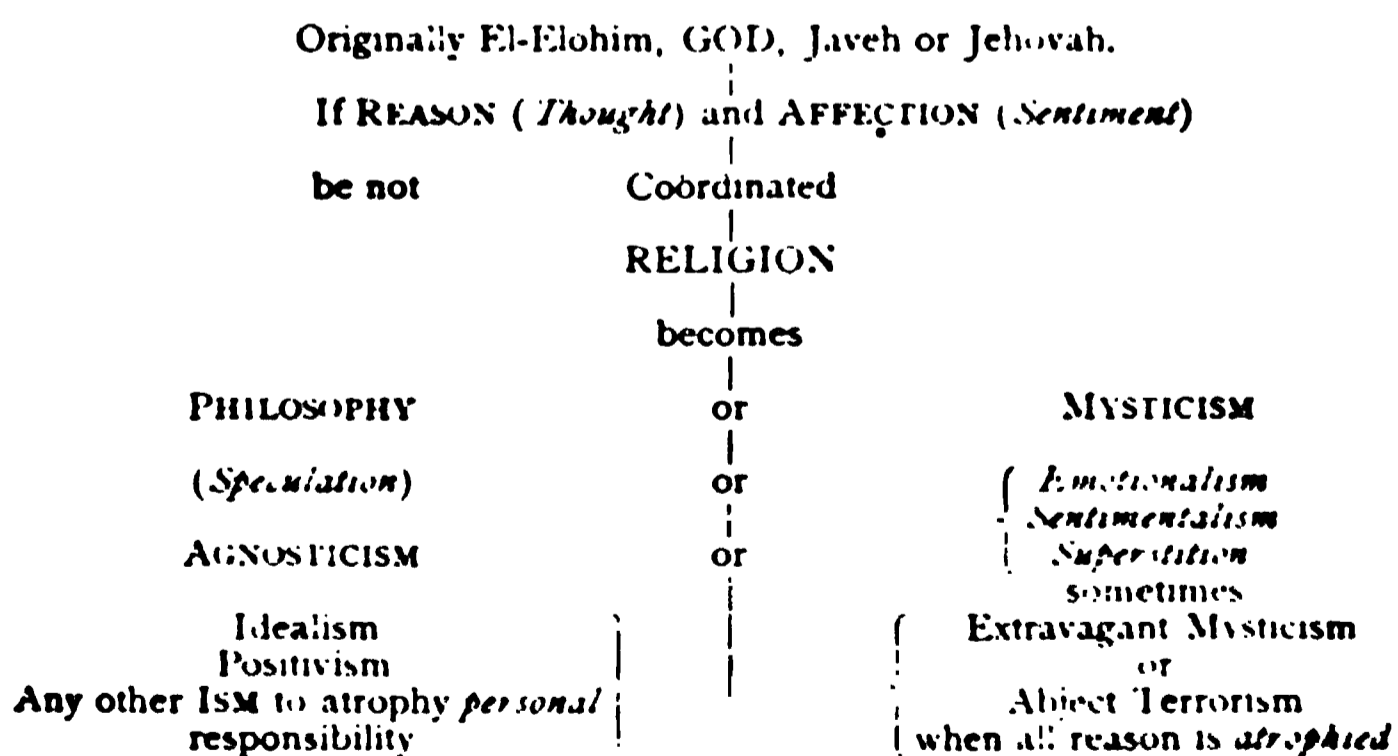 Originally El-Elohim, GOD, Javeh or Jehovah.
If REASON (Thought) and AFFECTION (Sentiment)
be not Coördinated
RELIGION
becomes
PHILOSOPHY or MYSTICISM
(Speculation) or Emotionalism
Sentimentalism
AGNOSTICISM or Superstition
sometimes
Idealism Extravagant Mysticism
Positivism or
Any other ISM to atrophy personal Abject Terrorism
responsibility when all reason is atrophied